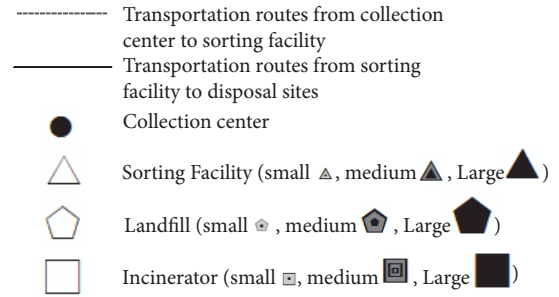 Transportation routes from collection
center to sorting facility
Transportation routes from sorting
facility to disposal sites
Collection center
Sorting Facility (small , medium , Large )
Landfill (small , medium , Large )
Incinerator (small , medium , Large )